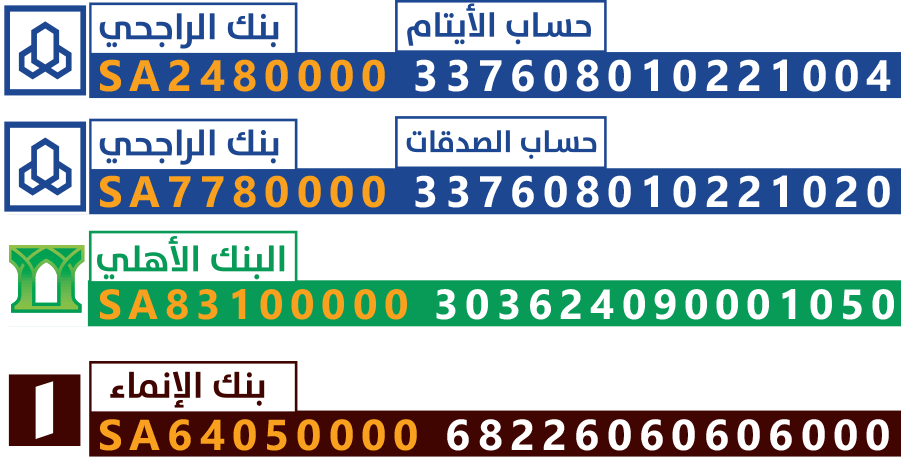 بنك الراجحي حساب الأيتام
SA2480000 337608010221004
بنك الراجحي حساب الصدقات
SA7780000 337608010221020
البنك الأهلي
SA83100000 303624090001050
بنك الإنماء
SA64050000 68226060606000